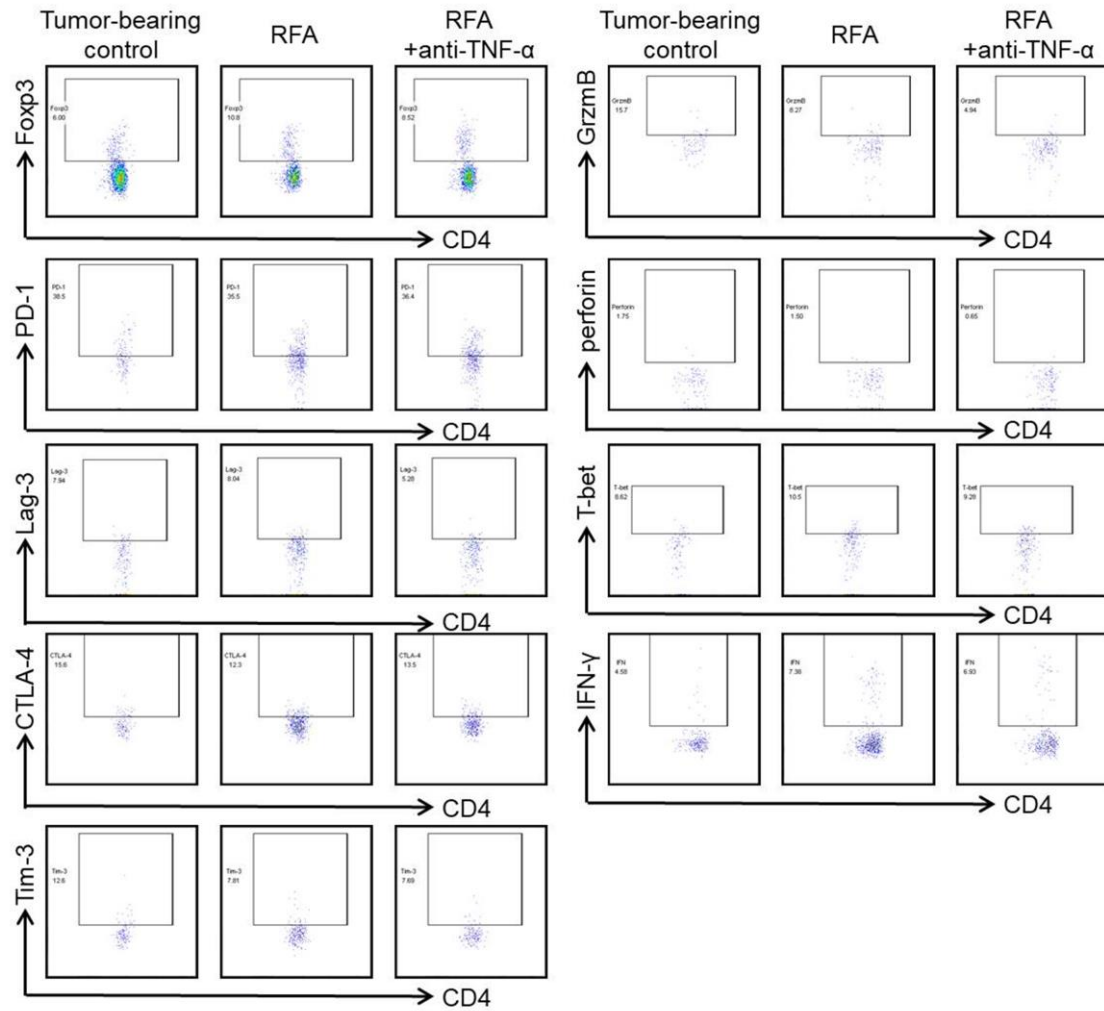 Tumor-bearing control
RFA
RFA +anti-TNF-α
Foxp3
Foxp3
6.00
Foxp3
10.8
Foxp3
8.52
CD4
PD-1
PD-1
38.5
PD-1
35.5
PD-1
36.4
CD4
Lag-3
Lag-3
7.94
Lag-3
8.04
Lag-3
5.28
CD4
CTLA-4
CTLA-4
15.6
CTLA-4
12.3
CTLA-4
13.5
CD4
Tim-3
Tim-3
12.6
Tim-3
7.81
Tim-3
7.69
CD4
Tumor-bearing control
RFA
RFA +anti-TNF-α
GrzmB
GrzmB
15.7
GrzmB
8.27
GrzmB
4.94
CD4
perforin
Perforin
1.75
Perforin
1.50
Perforin
0.65
CD4
T-bet
T-bet
8.62
T-bet
10.5
T-bet
9.28
CD4
IFN-γ
IFN
4.58
IFN
7.38
IFN
6.93
CD4